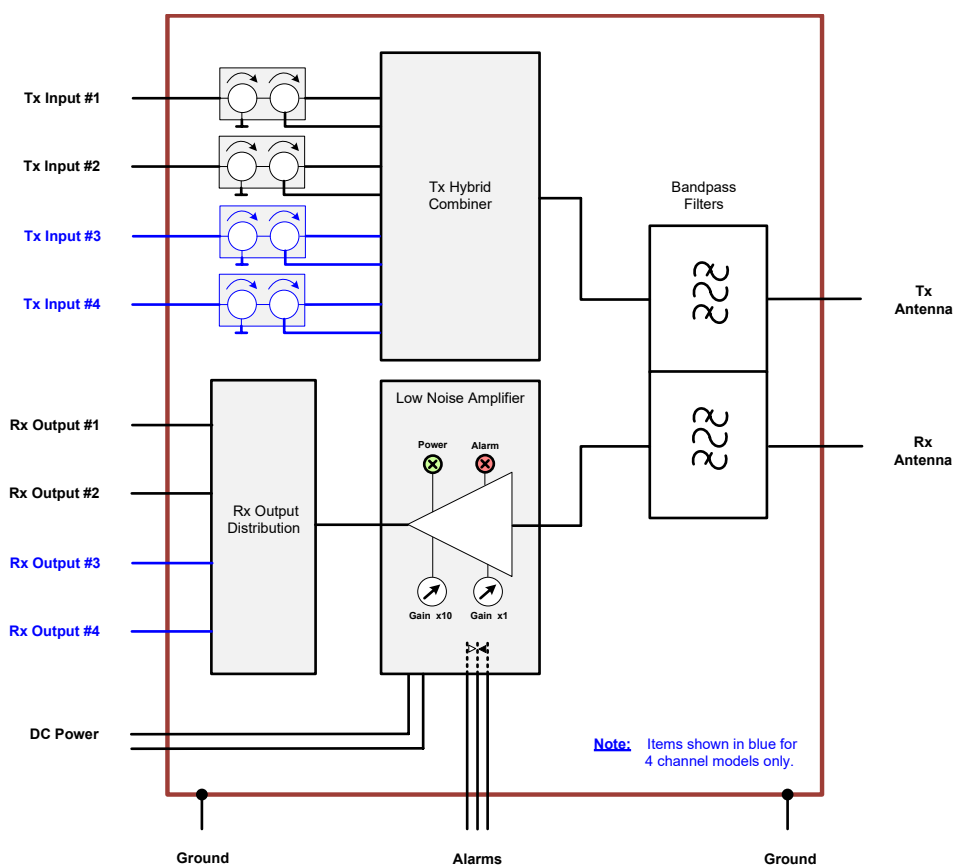 Tx Input #1
Tx Input #2
Tx Input #3
Tx Input #4
Tx Hybrid
Combiner
Bandpass
Filters
Tx
Antenna
Rx
Antenna
Rx Output #1
Rx Output #2
Rx Output #3
Rx Output #4
Rx Output
Distribution
Low Noise Amplifier
Power
Alarm
Gain x10
Gain x1
DC Power
Note: Items shown in blue for
4 channel models only.
Ground
Alarms
Ground